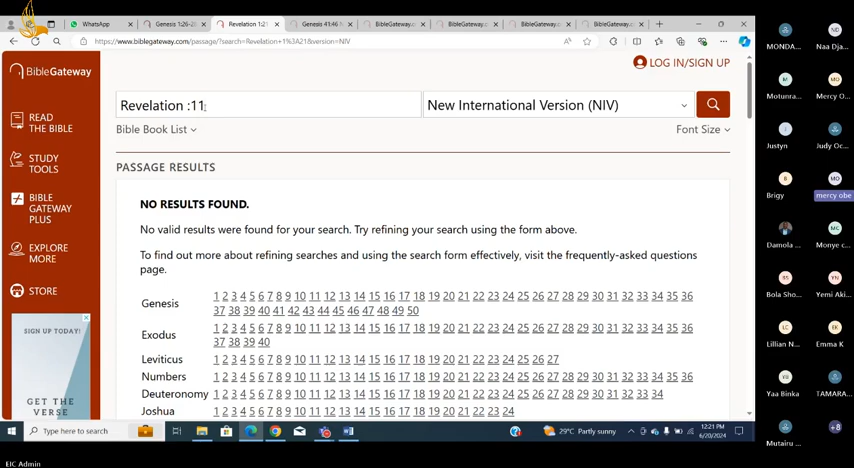 WhatsApp
Genesis 1:26-2
Revelation 1:21
Genesis 41:46 N
BibleGateway.co
BibleGateway.co
BibleGateway.co
BibleGateway.co
https://www.biblegateway.com/passage/?search=Revelation+1%3A21&version=NIV
BibleGateway
LOG IN/SIGN UP
Revelation :11
New International Version (NIV)
Bible Book List
Font Size
READ THE BIBLE
STUDY TOOLS
BIBLE GATEWAY PLUS
EXPLORE MORE
STORE
SIGN UP TODAY!
GET THE
VERSE
PASSAGE RESULTS
NO RESULTS FOUND.
No valid results were found for your search. Try refining your search using the form above.
To find out more about refining searches and using the search form effectively, visit the frequently-asked questions
page.
Genesis 1 2 3 4 5 6 7 8 9 10 11 12 13 14 15 16 17 18 19 20 21 22 23 24 25 26 27 28 29 30 31 32 33 34 35 36
37 38 39 40 41 42 43 44 45 46 47 48 49 50
Exodus 1 2 3 4 5 6 7 8 9 10 11 12 13 14 15 16 17 18 19 20 21 22 23 24 25 26 27 28 29 30 31 32 33 34 35 36
37 38 39 40
Leviticus 1 2 3 4 5 6 7 8 9 10 11 12 13 14 15 16 17 18 19 20 21 22 23 24 25 26 27
Numbers 1 2 3 4 5 6 7 8 9 10 11 12 13 14 15 16 17 18 19 20 21 22 23 24 25 26 27 28 29 30 31 32 33 34 35 36
Deuteronomy 1 2 3 4 5 6 7 8 9 10 11 12 13 14 15 16 17 18 19 20 21 22 23 24 25 26 27 28 29 30 31 32 33 34
Joshua 1 2 3 4 5 6 7 8 9 10 11 12 13 14 15 16 17 18 19 20 21 22 23 24
Type here to search
29°C Partly sunny
12:21 PM
6/20/2024
EIC Admin
MONDA...
ND
Naa Dja...
M
Motunra...
MO
Mercy O...
Justyn
Judy Oc...
B
Brigy
MO
mercy obe
Damola ...
MC
Monye c...
SS
Bola Sho...
YN
Yemi Aki...
LC
Lillian N...
EK
Emma K
YB
Yaa Binka
TAMARA...
Mutairu ...
+8